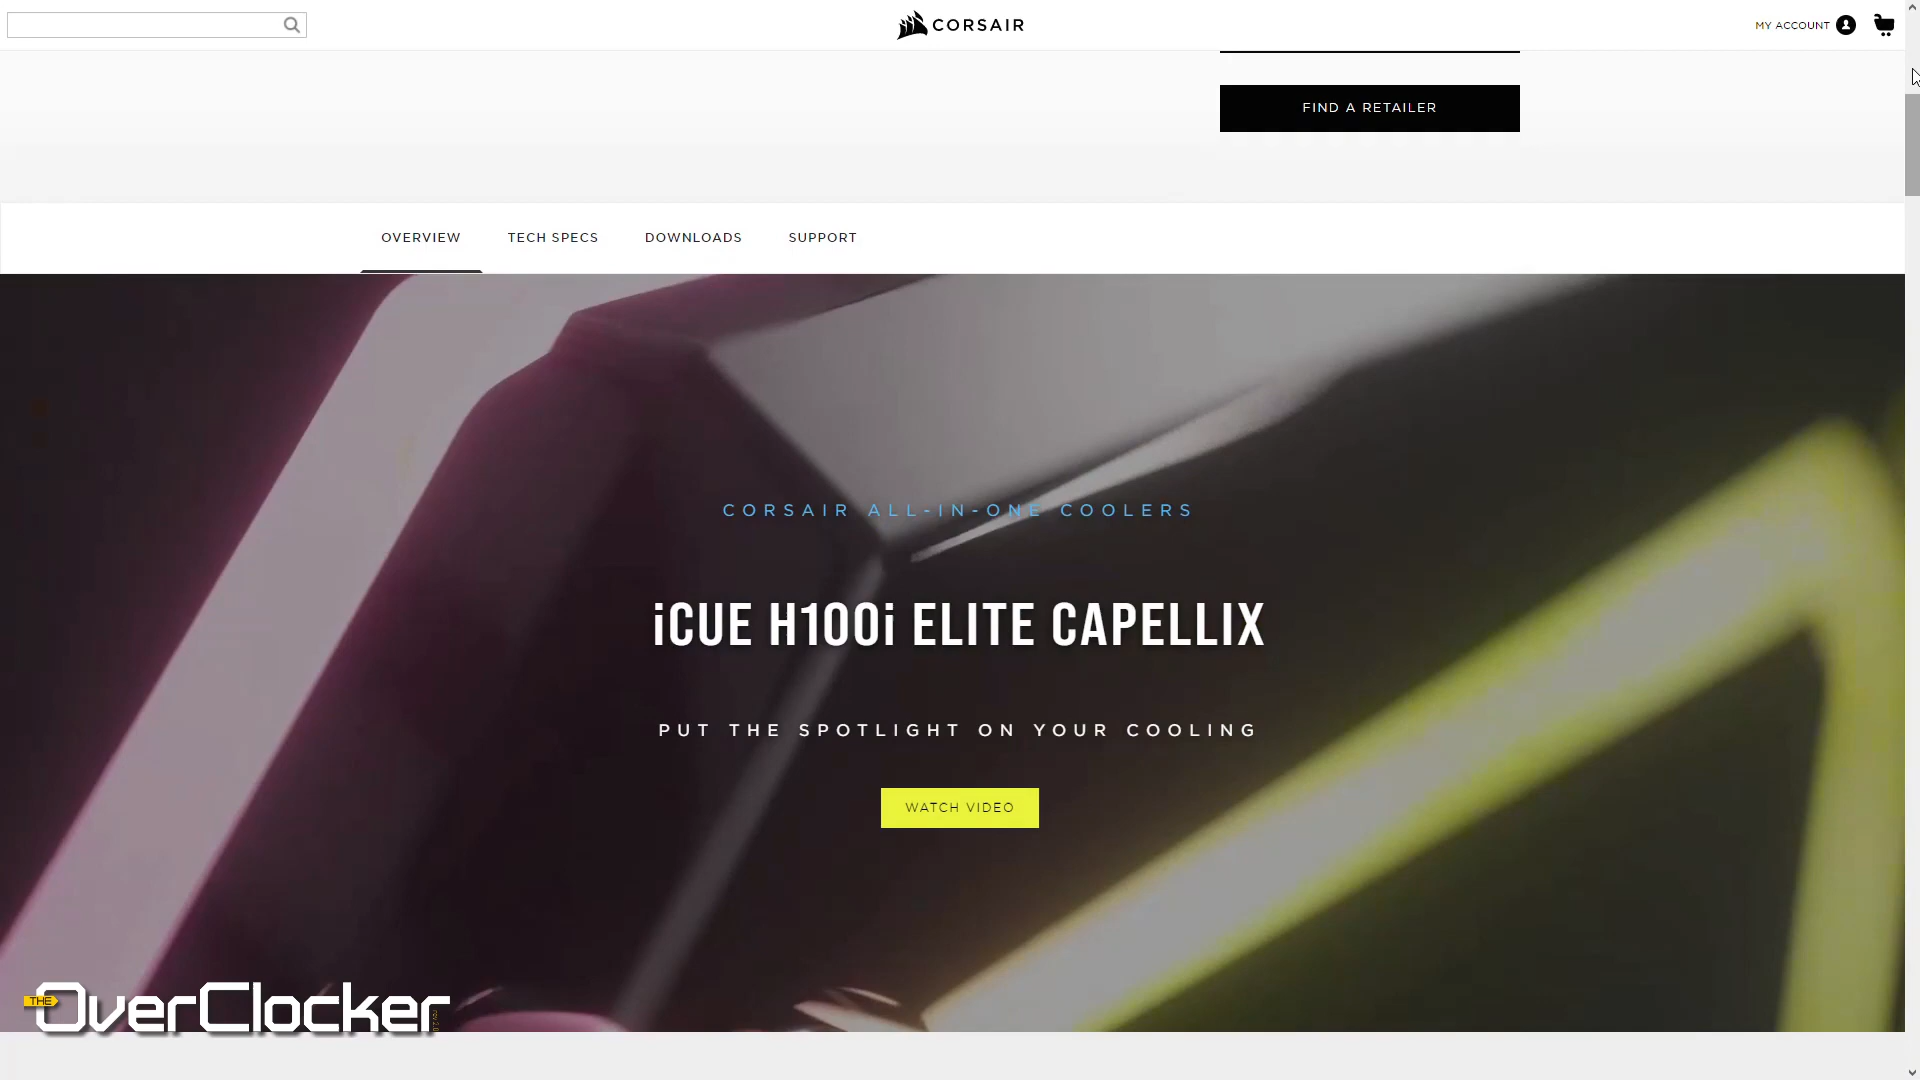 CORSAIR
MY ACCOUNT
FIND A RETAILER
OVERVIEW
TECH SPECS
DOWNLOADS
SUPPORT
CORSAIR ALL-IN-ONE COOLERS
iCUE H100i ELITE CAPELLIX
PUT THE SPOTLIGHT ON YOUR COOLING
WATCH VIDEO
THE OverClocker